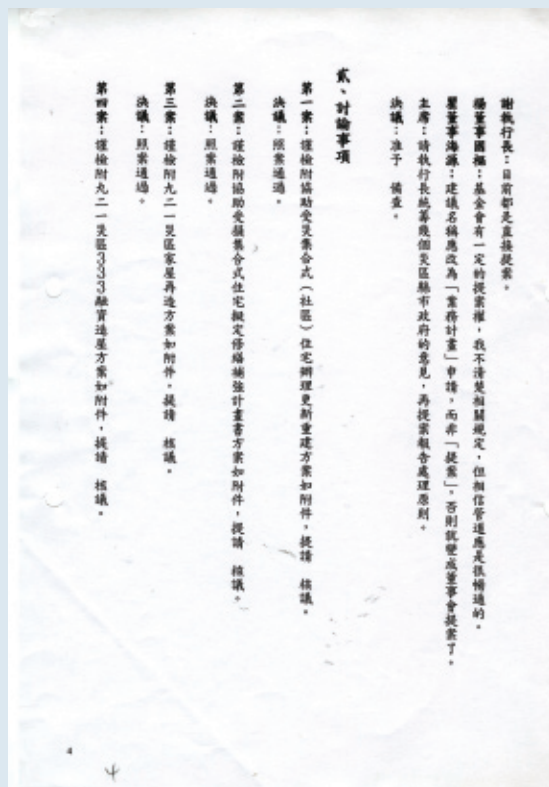 謝執行長：目前都是直接提案。
楊董事國樞：基金會有一定的提案權，我不清楚相關規定，但相信管道應是很暢通的。
瞿董事海源：建議名稱應改為「業務計畫」申請，而非「提案」，否則就變成董事會提案了。
主席：請執行長統籌幾個災區縣市政府的意見，再提案報告處理原則。
決議：准予　備查。
貳、討論事項
第一案：謹檢附協助受災集合式（社區）住宅辦理更新重建方案如附件，提請　核議。
決議：照案通過。
第二案：謹檢附協助受損集合式住宅擬定修繕補強計畫書方案如附件，提請　核議。
決議：照案通過。
第三案：謹檢附九二一災區家屋再造方案如附件，提請　核議。
決議：照案通過。
第四案：謹檢附九二一災區333融資造屋方案如附件，提請　核議。
4